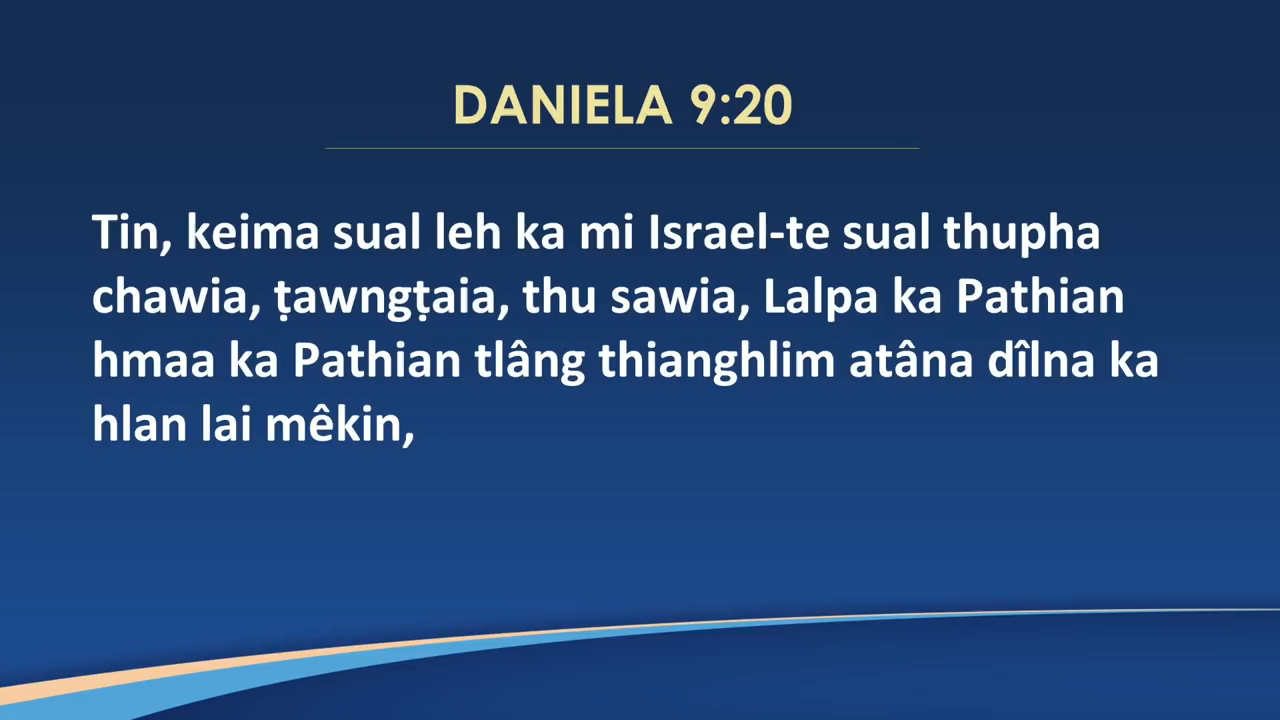 DANIELA 9:20
Tin, keima sual leh ka mi Israel-te sual thupha
chawia, ṭawngṭaia, thu sawia, Lalpa ka Pathian
hmaa ka Pathian tlâng thianghlim atâna dîlna ka
hlan lai mêkin,